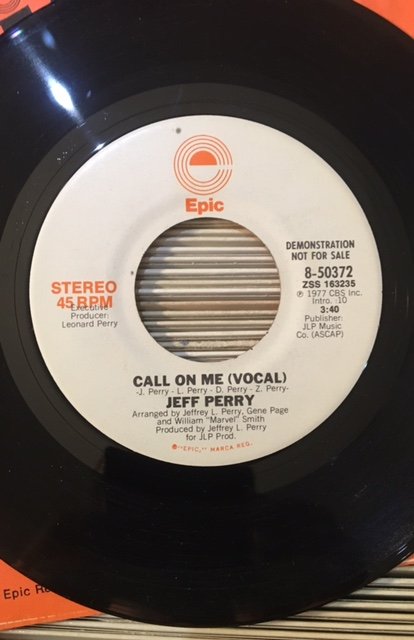 Epic
DEMONSTRATION
NOT FOR SALE
8-50372
ZSS 163235
℗ 1977 CBS Inc.
Intro. :10
3:40
Publisher:
JLP Music
Co. (ASCAP)
STEREO
45 RPM
Executive
Producer:
Leonard Perry
CALL ON ME (VOCAL)
-J. Perry - L. Perry - D. Perry - Z. Perry-
JEFF PERRY
Arranged by Jeffrey L. Perry, Gene Page
and William "Marvel" Smith
Produced by Jeffrey L. Perry
for JLP Prod.
® "EPIC," MARCA REG.
Epic